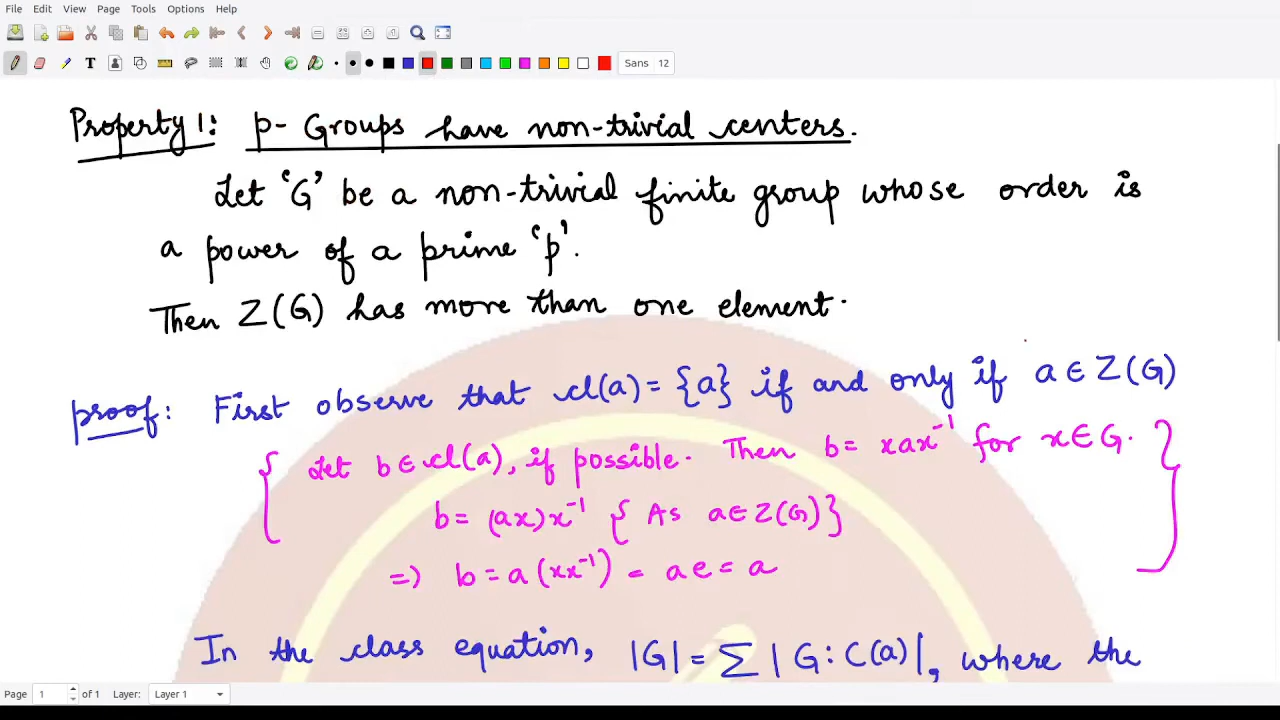 File Edit View Page Tools Options Help
Sans 12
Property 1: p- Groups have non-trivial centers.
Let 'G' be a non-trivial finite group whose order is
a power of a prime 'p'.
Then Z(G) has more than one element.
proof: First observe that cl(a) = {a} if and only if a ∈ Z(G)
{ Let b ∈ cl(a), if possible. Then b = xax⁻¹ for x ∈ G. }
b = (ax)x⁻¹ { As a ∈ Z(G) }
=) b = a(xx⁻¹) = ae = a
In the class equation, |G| = ∑ |G : C(a)|, where the
Page 1 of 1 Layer: Layer 1